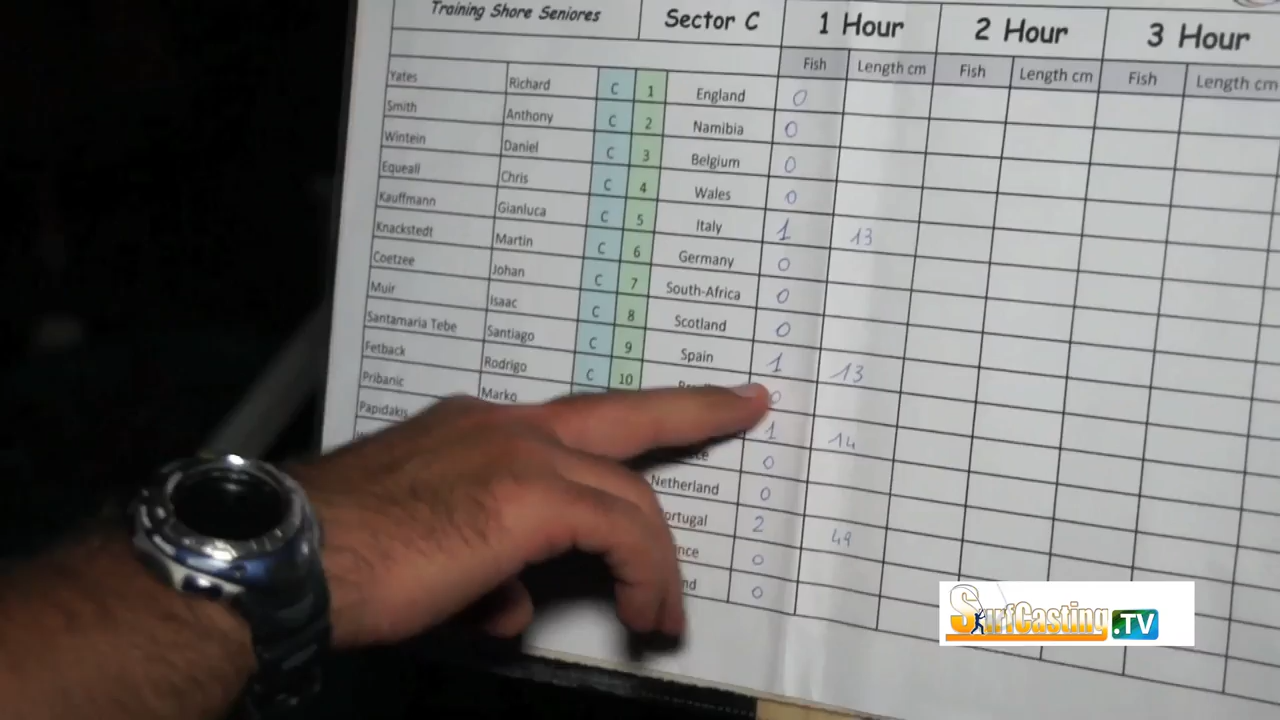 Training Shore Seniores Sector C 1 Hour 2 Hour 3 Hour
Fish Length cm Fish Length cm Fish Length cm
Yates Richard C 1 England 0
Smith Anthony C 2 Namibia 0
Wintein Daniel C 3 Belgium 0
Equeall Chris C 4 Wales 0
Kauffmann Gianluca C 5 Italy 1 13
Knackstedt Martin C 6 Germany 0
Coetzee Johan C 7 South-Africa 0
Muir Isaac C 8 Scotland 0
Santamaria Tebe Santiago C 9 Spain 1 13
Fetback Rodrigo C 10 0
Pribanic Marko 1 14
Papidakis 0
Netherland 0
ortugal 2 49
nce 0
nd 0
SurfCasting.TV